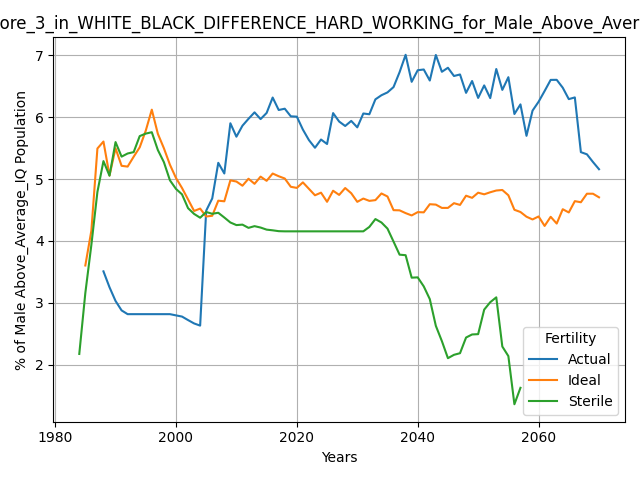 ore_3_in_WHITE_BLACK_DIFFERENCE_HARD_WORKING_for_Male_Above_Aver
% of Male Above_Average_IQ Population
7
6
5
4
3
2
1980
2000
2020
2040
2060
Years
Fertility
Actual
Ideal
Sterile